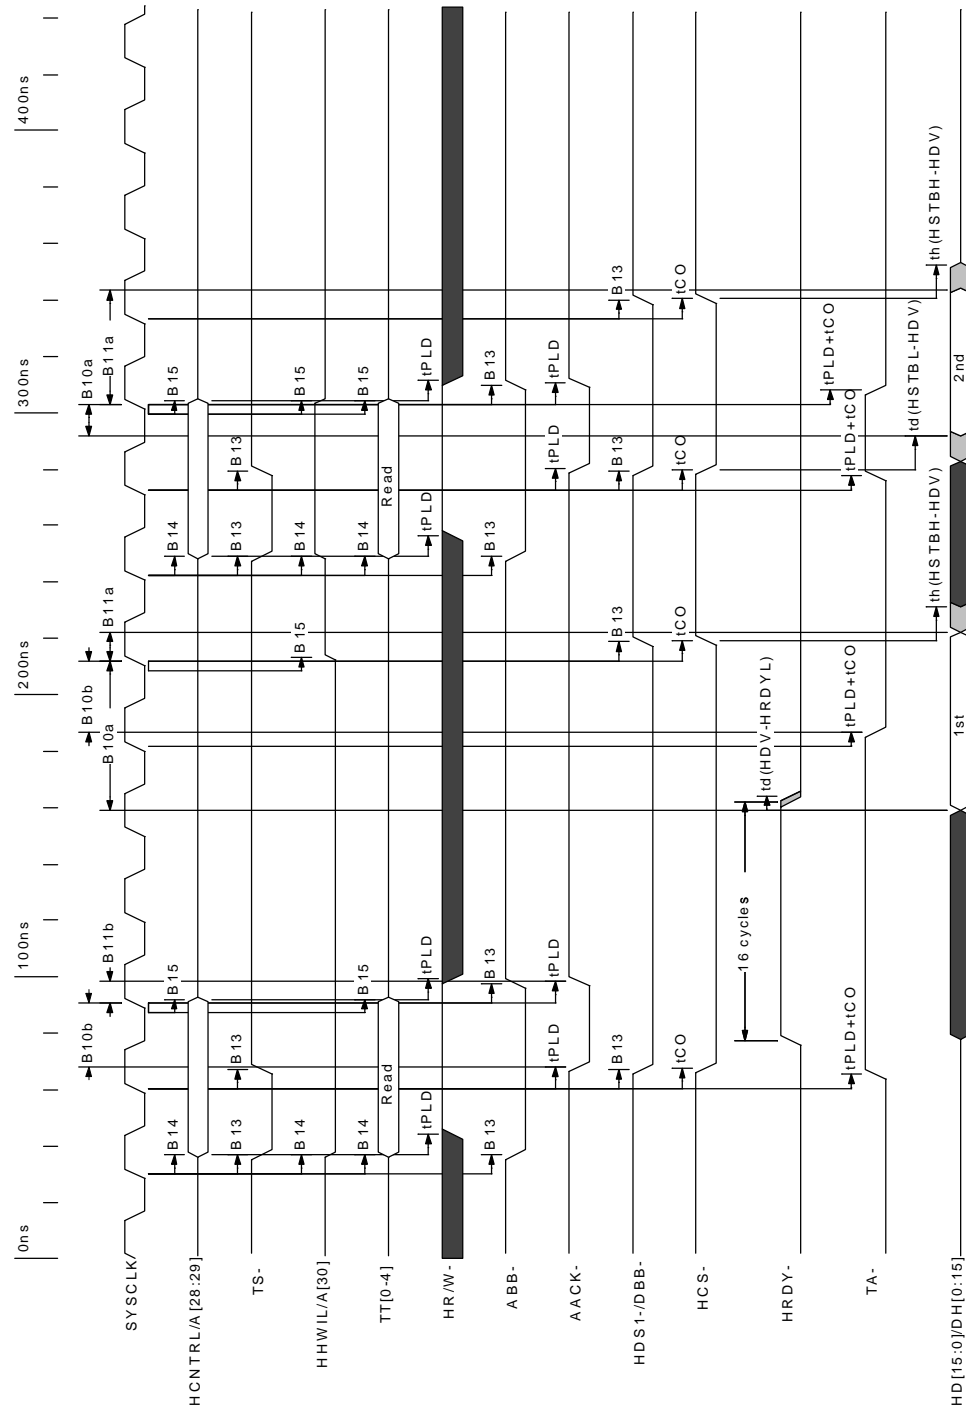 0ns
100ns
200ns
300ns
400ns
B10b
B11b
B10a
B10b
B11a
B10a
B11a
SYSCLK
HCNTRL/A[28:29]
B14
B15
B14
B15
TS-
B13
B13
B13
B13
HHWIL/A[30]
B14
B15
B14
B15
TT[0-4]
B14
Read
B15
B14
Read
B15
HR/W-
tPLD
tPLD
tPLD
tPLD
ABB-
B13
B13
B13
B13
AACK-
tPLD
tPLD
tPLD
tPLD
HDS1-/DBB-
B13
B13
B13
B13
HCS-
tCO
tCO
tCO
tCO
HRDY-
16 cycles
td(HDV-HRDYL)
TA-
tPLD+tCO
tPLD+tCO
tPLD+tCO
tPLD+tCO
th(HSTBH-HDV)
td(HSTBL-HDV)
th(HSTBH-HDV)
HD[15:0]/DH[0:15]
1st
2nd